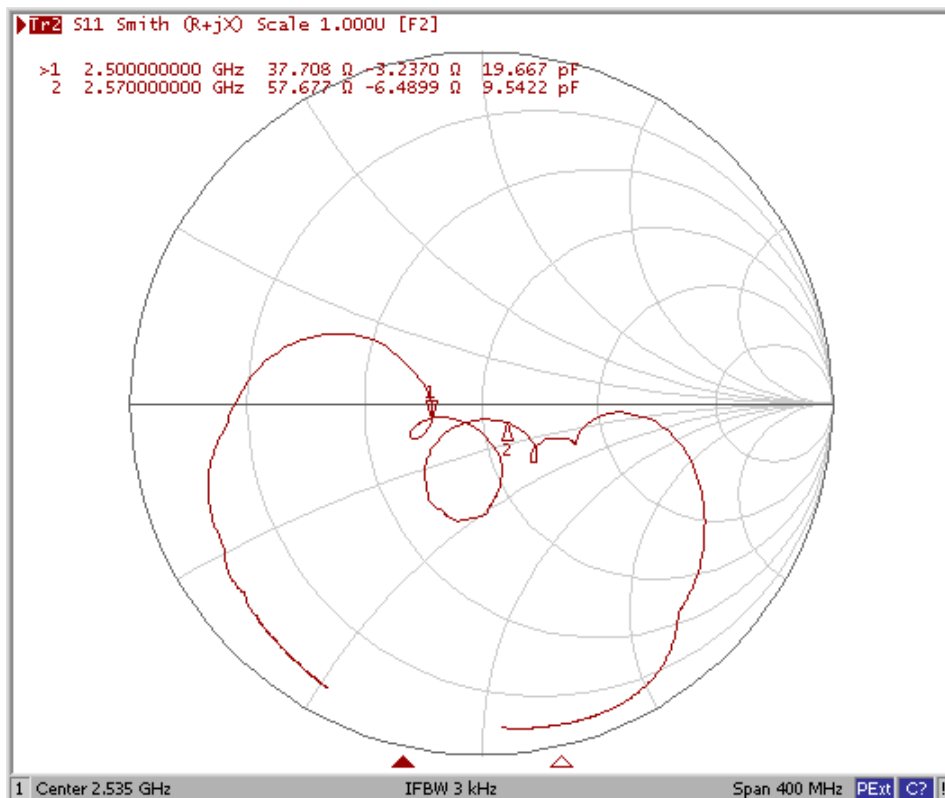 Tr2 S11 Smith (R+jX) Scale 1.000U [F2]
>1 2.500000000 GHz 37.708 Ω -3.2370 Ω 19.667 pF
2 2.570000000 GHz 57.677 Ω -6.4899 Ω 9.5422 pF
1
2
1 Center 2.535 GHz IFBW 3 kHz Span 400 MHz PExt C?